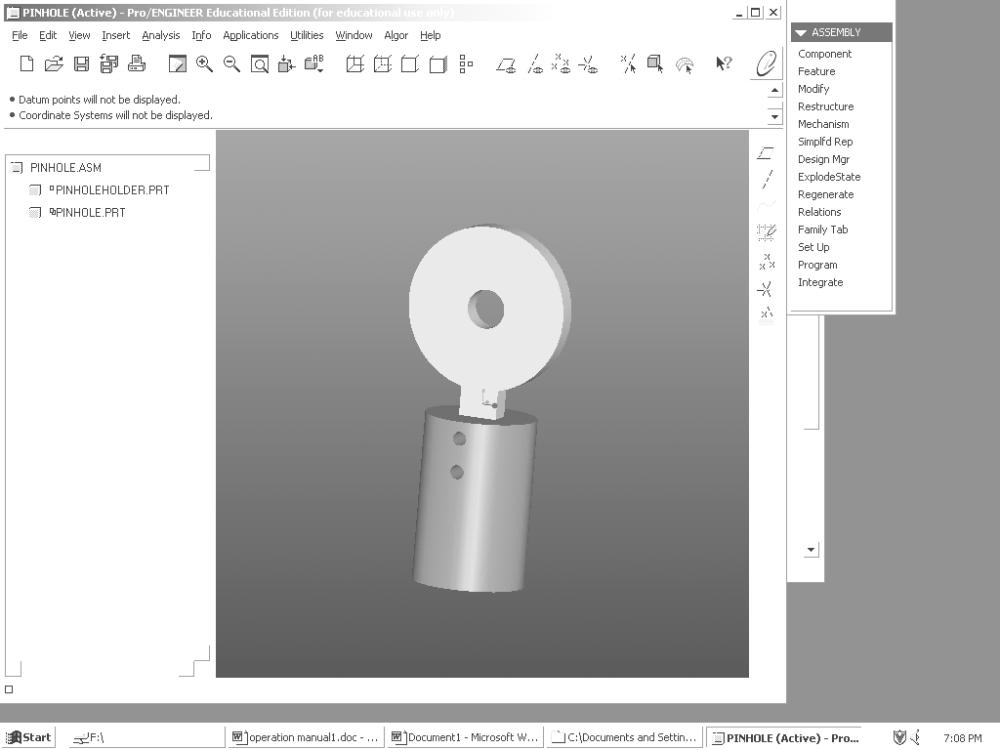 PINHOLE (Active) - Pro/ENGINEER Educational Edition (for educational use only)
File Edit View Insert Analysis Info Applications Utilities Window Algor Help
AB
?
• Datum points will not be displayed.
• Coordinate Systems will not be displayed.
PINHOLE.ASM
PINHOLEHOLDER.PRT
PINHOLE.PRT
ASSEMBLY
Component
Feature
Modify
Restructure
Mechanism
Simplfd Rep
Design Mgr
ExplodeState
Regenerate
Relations
Family Tab
Set Up
Program
Integrate
Start F:\ operation manual1.doc - ... Document1 - Microsoft W... C:\Documents and Settin... PINHOLE (Active) - Pro... 7:08 PM